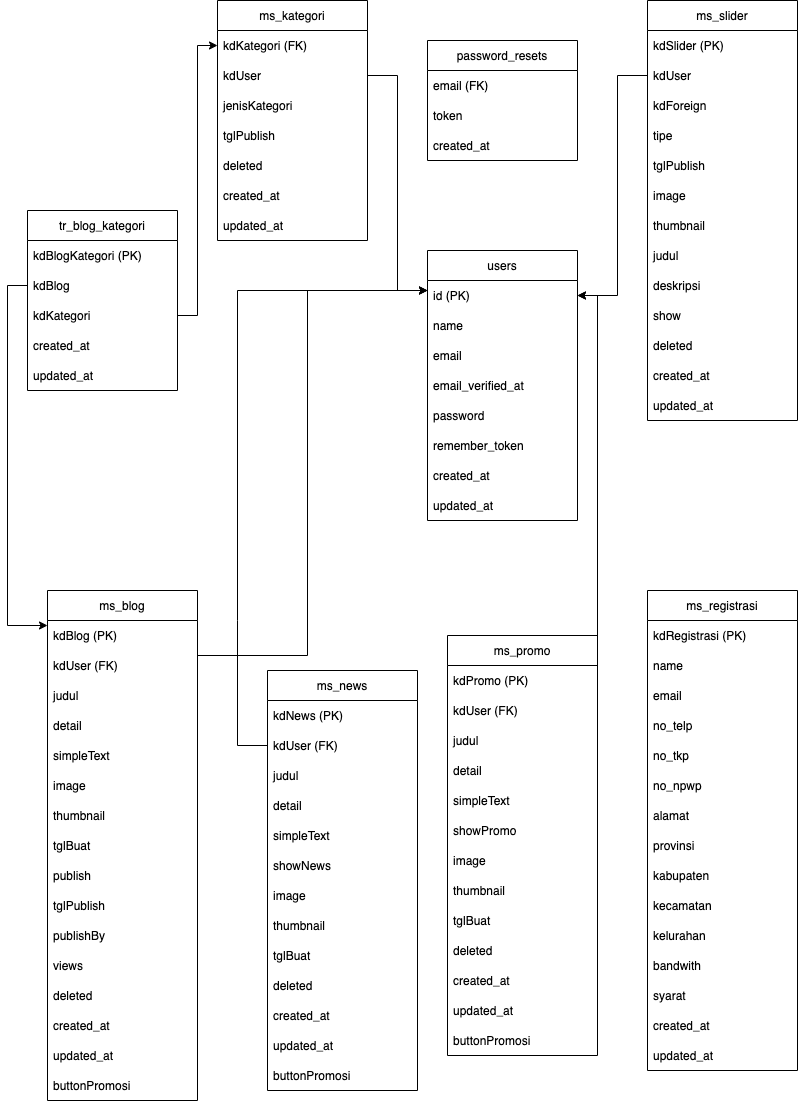 ms_kategori
kdKategori (FK)
kdUser
jenisKategori
tglPublish
deleted
created_at
updated_at
password_resets
email (FK)
token
created_at
ms_slider
kdSlider (PK)
kdUser
kdForeign
tipe
tglPublish
image
thumbnail
judul
deskripsi
show
deleted
created_at
updated_at
tr_blog_kategori
kdBlogKategori (PK)
kdBlog
kdKategori
created_at
updated_at
users
id (PK)
name
email
email_verified_at
password
remember_token
created_at
updated_at
ms_blog
kdBlog (PK)
kdUser (FK)
judul
detail
simpleText
image
thumbnail
tglBuat
publish
tglPublish
publishBy
views
deleted
created_at
updated_at
buttonPromosi
ms_news
kdNews (PK)
kdUser (FK)
judul
detail
simpleText
showNews
image
thumbnail
tglBuat
deleted
created_at
updated_at
buttonPromosi
ms_promo
kdPromo (PK)
kdUser (FK)
judul
detail
simpleText
showPromo
image
thumbnail
tglBuat
deleted
created_at
updated_at
buttonPromosi
ms_registrasi
kdRegistrasi (PK)
name
email
no_telp
no_tkp
no_npwp
alamat
provinsi
kabupaten
kecamatan
kelurahan
bandwith
syarat
created_at
updated_at